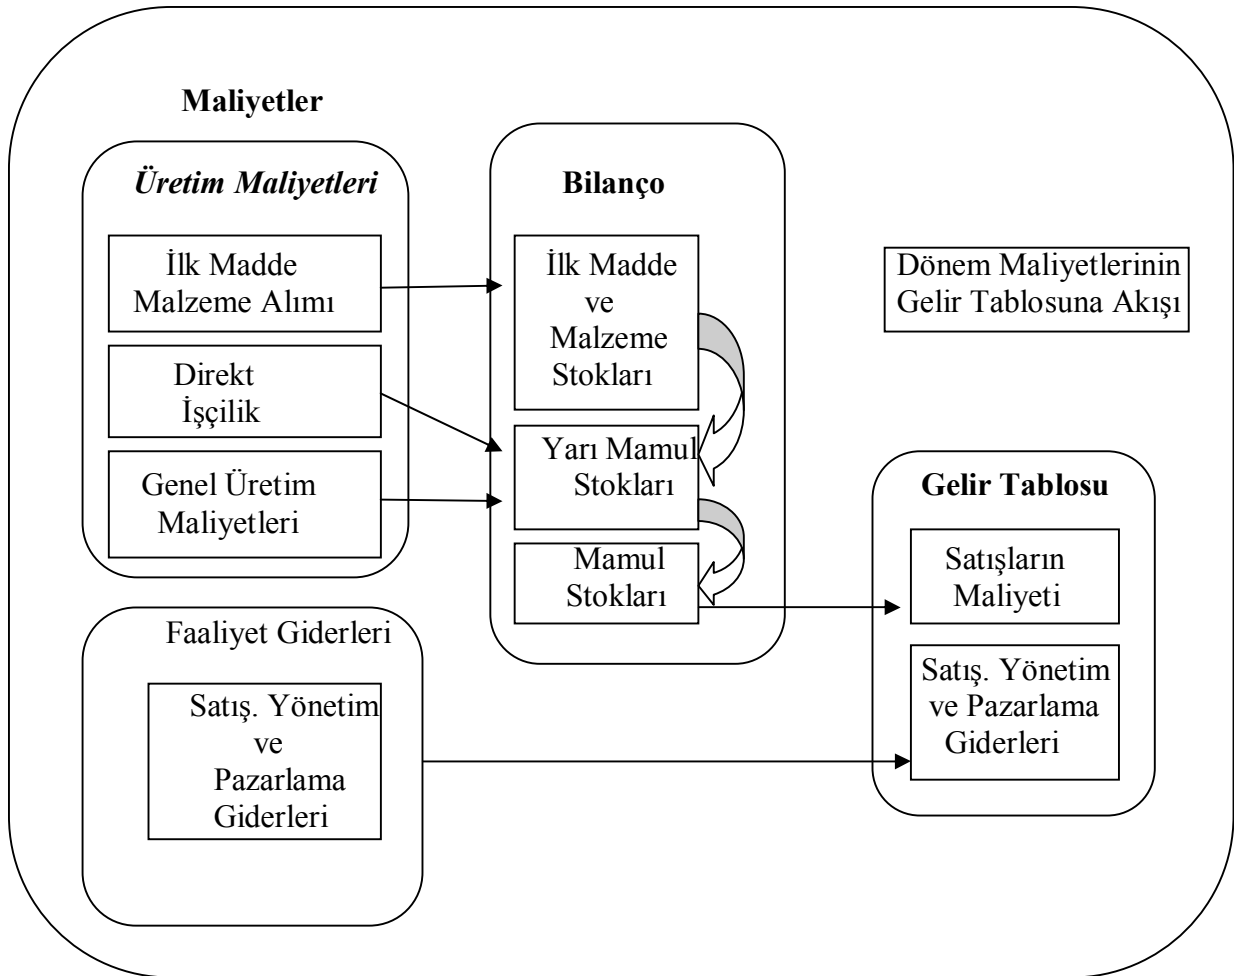 Maliyetler
Üretim Maliyetleri
İlk Madde
Malzeme Alımı
Direkt
İşçilik
Genel Üretim
Maliyetleri
Faaliyet Giderleri
Satış. Yönetim
ve
Pazarlama
Giderleri
Bilanço
İlk Madde
ve
Malzeme
Stokları
Yarı Mamul
Stokları
Mamul
Stokları
Dönem Maliyetlerinin
Gelir Tablosuna Akışı
Gelir Tablosu
Satışların
Maliyeti
Satış. Yönetim
ve Pazarlama
Giderleri